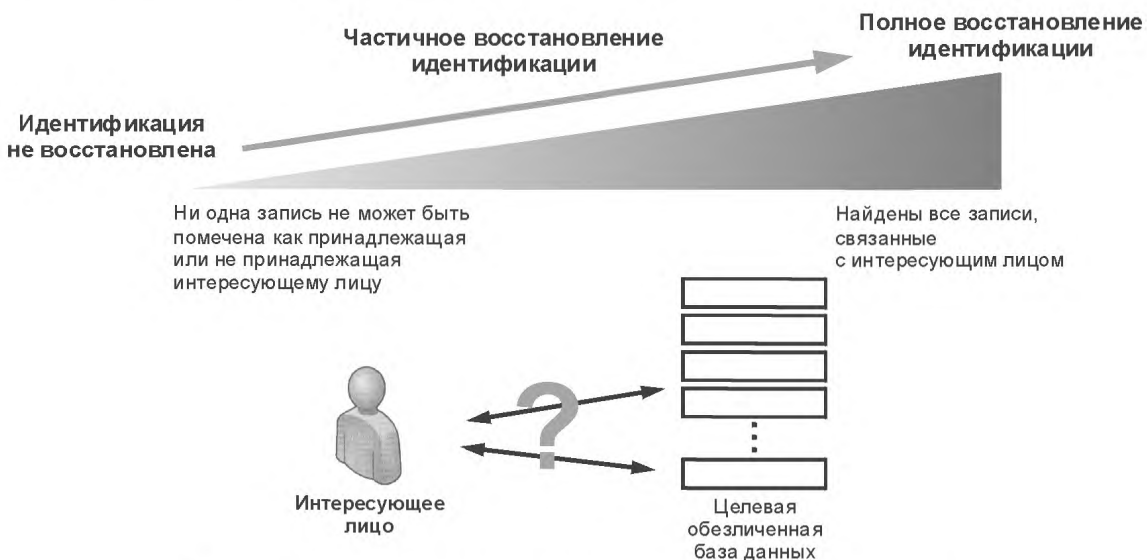 Полное восстановление
идентификации
Частичное восстановление
идентификации
Идентификация
не восстановлена
Ни одна запись не может быть
помечена как принадлежащая
или не принадлежащая
интересующему лицу
Найдены все записи,
связанные
с интересующим лицом
?
Интересующее
лицо
Целевая
обезличенная
база данных